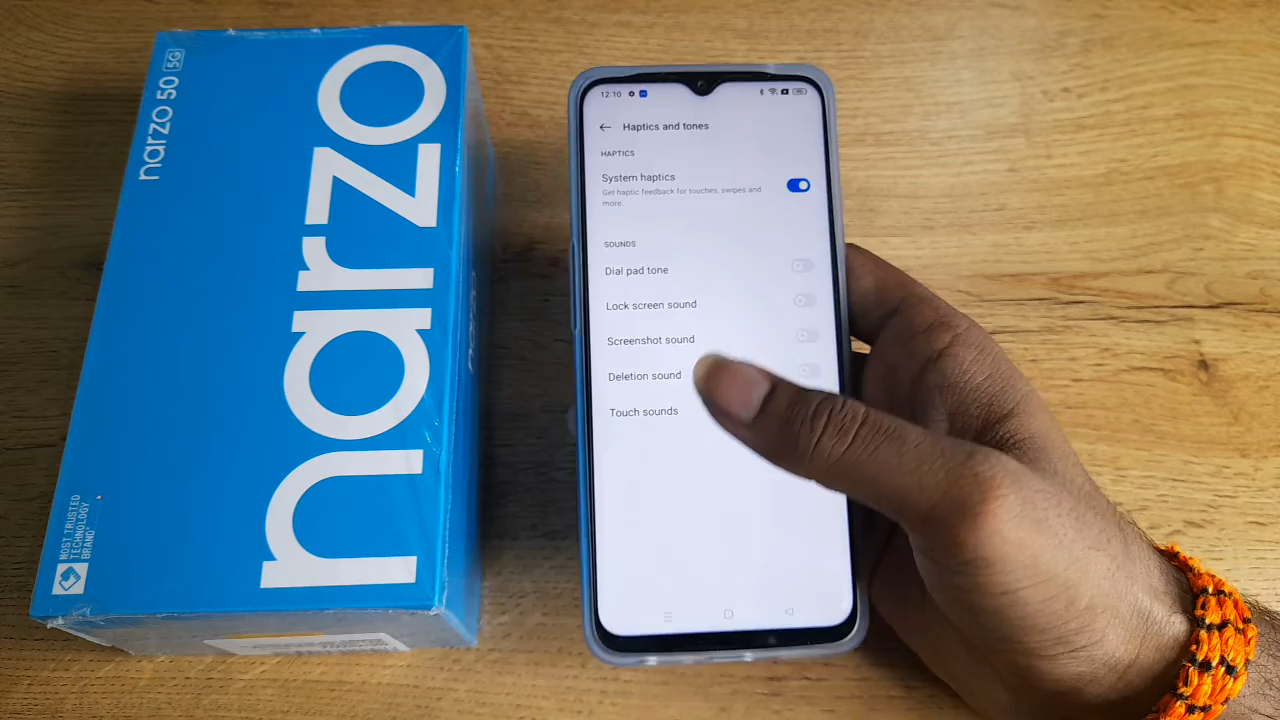 narzo 50 5G
narzo
MOST TRUSTED
TECHNOLOGY
BRAND
12:10
Haptics and tones
HAPTICS
System haptics
Get haptic feedback for touches, swipes and
more.
SOUNDS
Dial pad tone
Lock screen sound
Screenshot sound
Deletion sound
Touch sounds